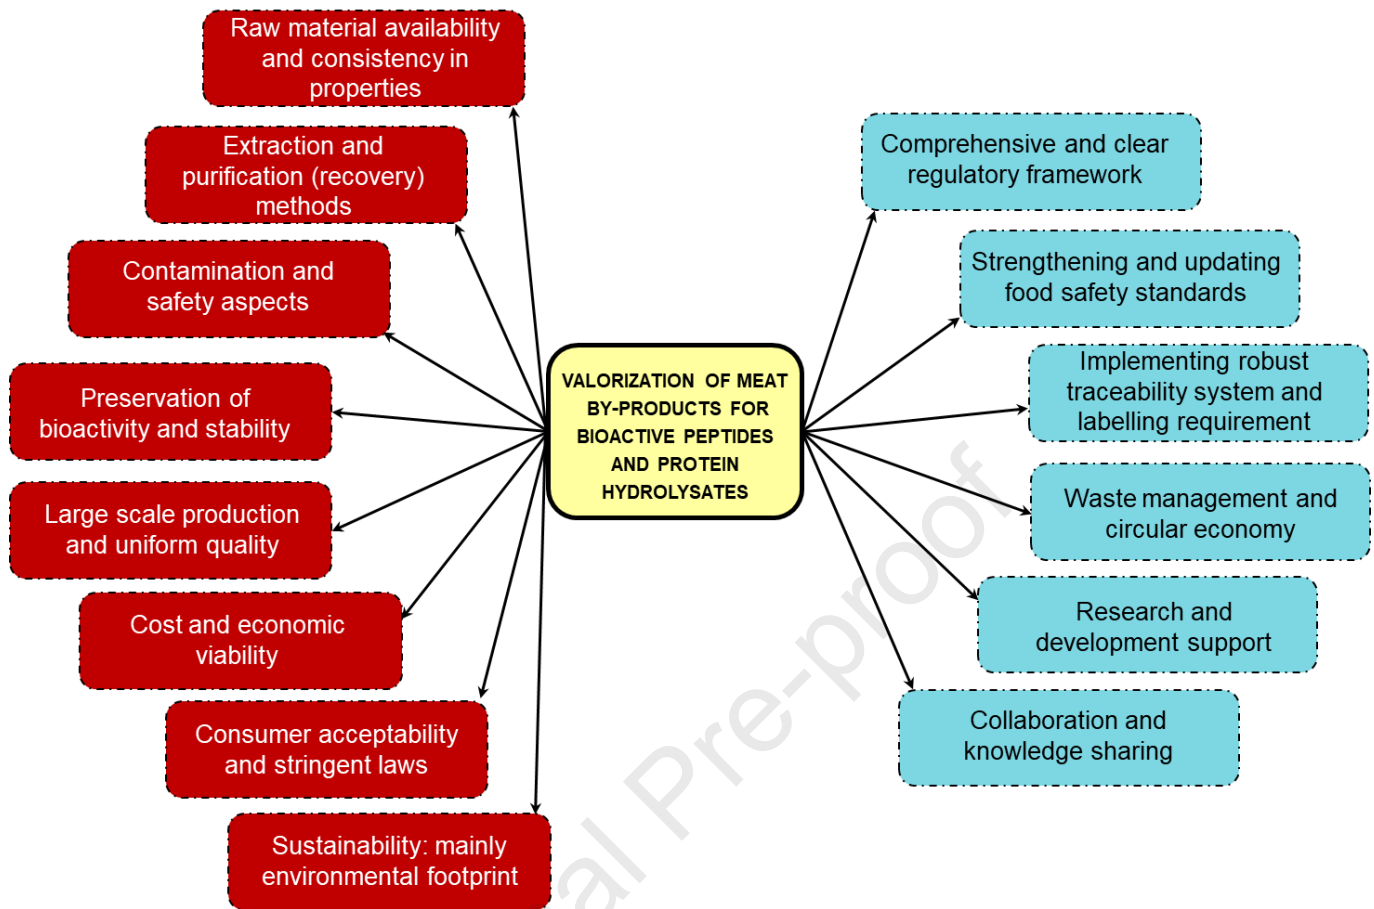 Raw material availability
and consistency in
properties
Extraction and
purification (recovery)
methods
Contamination and
safety aspects
Preservation of
bioactivity and stability
Large scale production
and uniform quality
Cost and economic
viability
Consumer acceptability
and stringent laws
Sustainability: mainly
environmental footprint
VALORIZATION OF MEAT
BY-PRODUCTS FOR
BIOACTIVE PEPTIDES
AND PROTEIN
HYDROLYSATES
Comprehensive and clear
regulatory framework
Strengthening and updating
food safety standards
Implementing robust
traceability system and
labelling requirement
Waste management and
circular economy
Research and
development support
Collaboration and
knowledge sharing
al Pre-proof